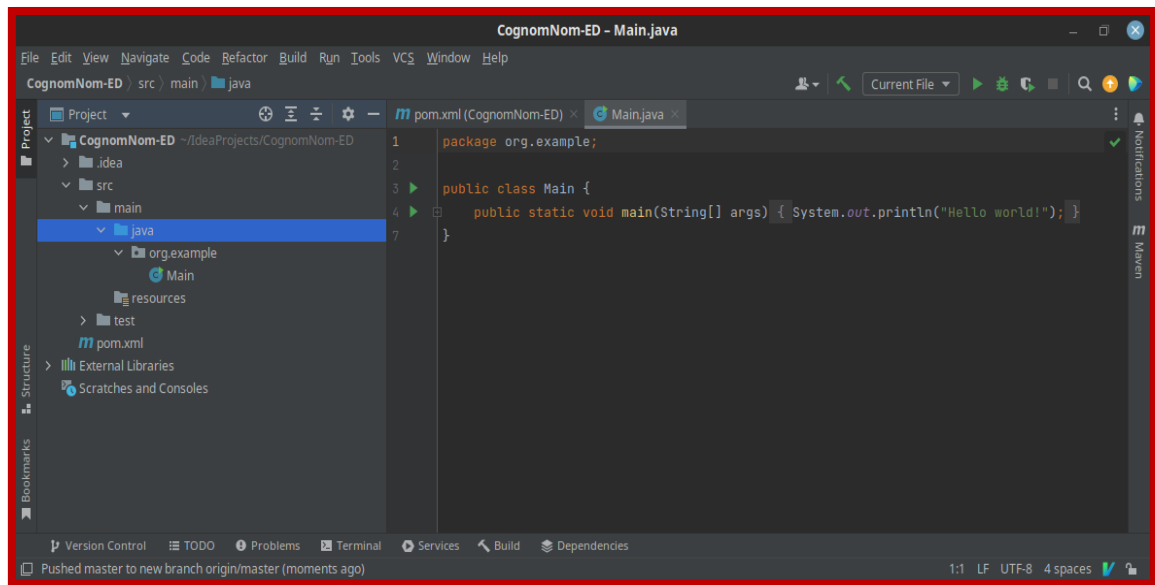 CognomNom-ED – Main.java
File Edit View Navigate Code Refactor Build Run Tools VCS Window Help
CognomNom-ED 〉 src 〉 main 〉 java
Current File
Project
Project
pom.xml (CognomNom-ED)
Main.java
CognomNom-ED ~/IdeaProjects/CognomNom-ED
.idea
src
main
java
org.example
Main
resources
test
pom.xml
External Libraries
Scratches and Consoles
Structure
Bookmarks
1 package org.example;
2
3 public class Main {
4 public static void main(String[] args) { System.out.println("Hello world!"); }
7 }
Notifications
m Maven
Version Control TODO Problems Terminal Services Build Dependencies
Pushed master to new branch origin/master (moments ago) 1:1 LF UTF-8 4 spaces